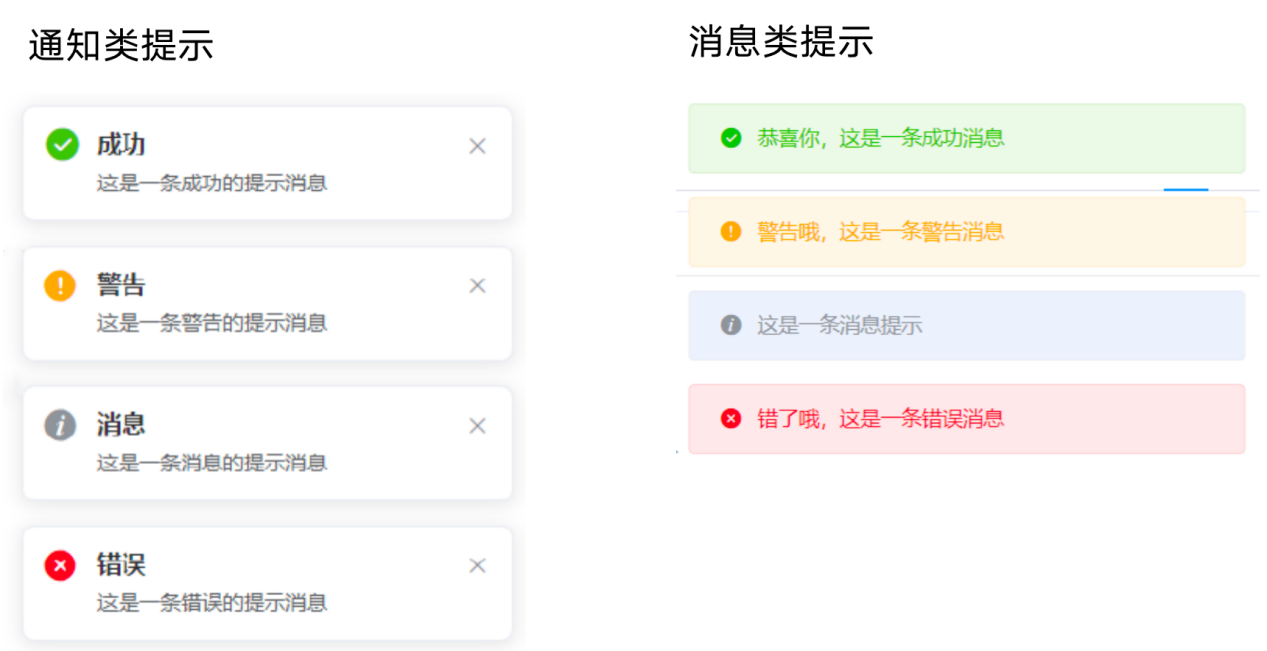 通知类提示
成功
这是一条成功的提示消息
警告
这是一条警告的提示消息
消息
这是一条消息的提示消息
错误
这是一条错误的提示消息
消息类提示
恭喜你，这是一条成功消息
警告哦，这是一条警告消息
这是一条消息提示
错了哦，这是一条错误消息